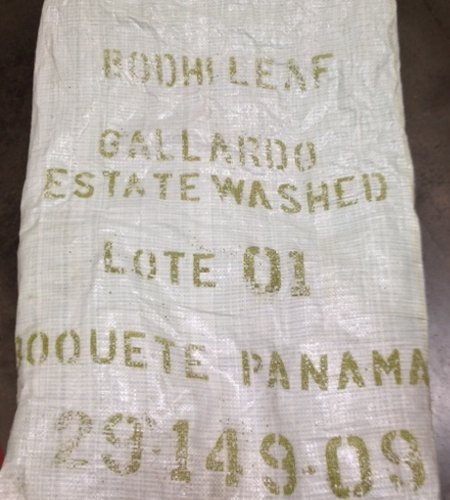 BODHI LEAF
GALLARDO
ESTATE WASHED
LOTE 01
BOQUETE PANAMA
29-149-09